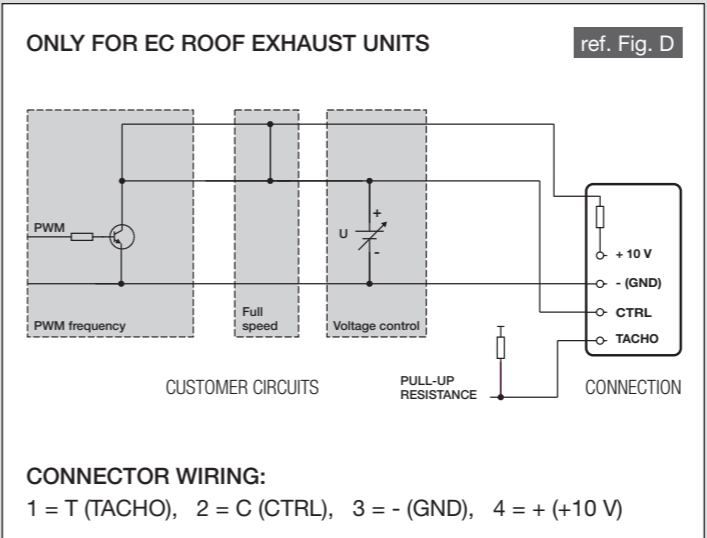 ONLY FOR EC ROOF EXHAUST UNITS
ref. Fig. D
PWM
PWM frequency
Full
speed
+
U
-
Voltage control
+ 10 V
- (GND)
CTRL
TACHO
CUSTOMER CIRCUITS
PULL-UP
RESISTANCE
CONNECTION
CONNECTOR WIRING:
1 = T (TACHO), 2 = C (CTRL), 3 = - (GND), 4 = + (+10 V)